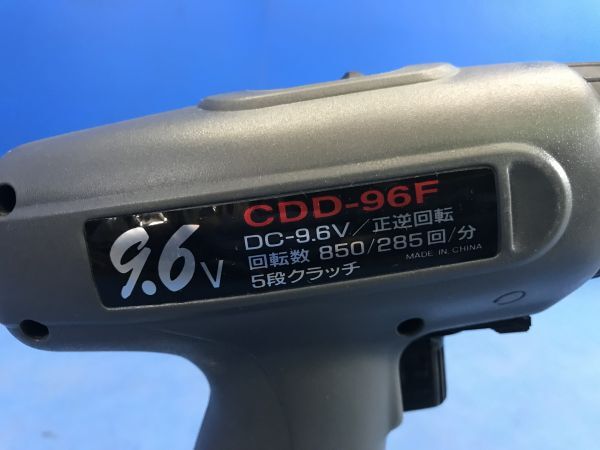 9.6V
CDD-96F
DC-9.6V/正逆回転
回転数 850/285回/分
5段クラッチ
MADE IN CHINA